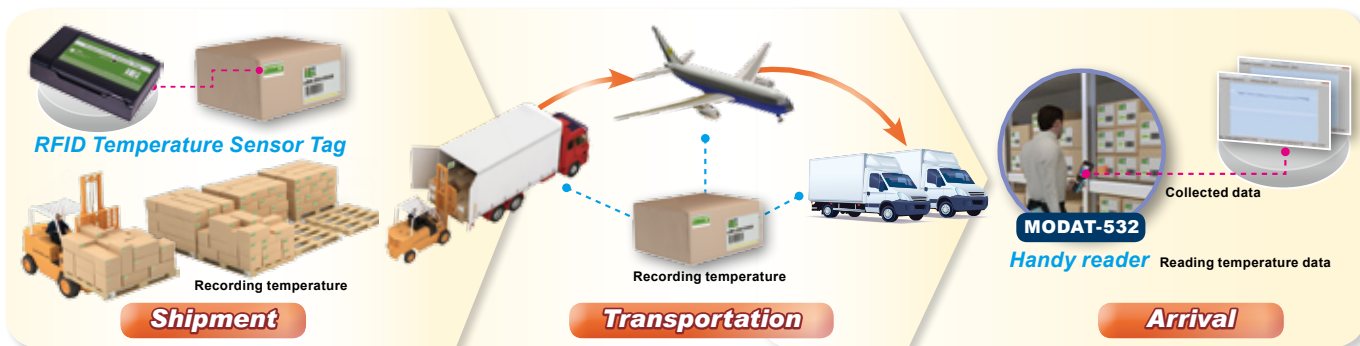 RFID Temperature Sensor Tag
Recording temperature
Shipment
Recording temperature
Transportation
MODAT-532
Handy reader
Collected data
Reading temperature data
Arrival